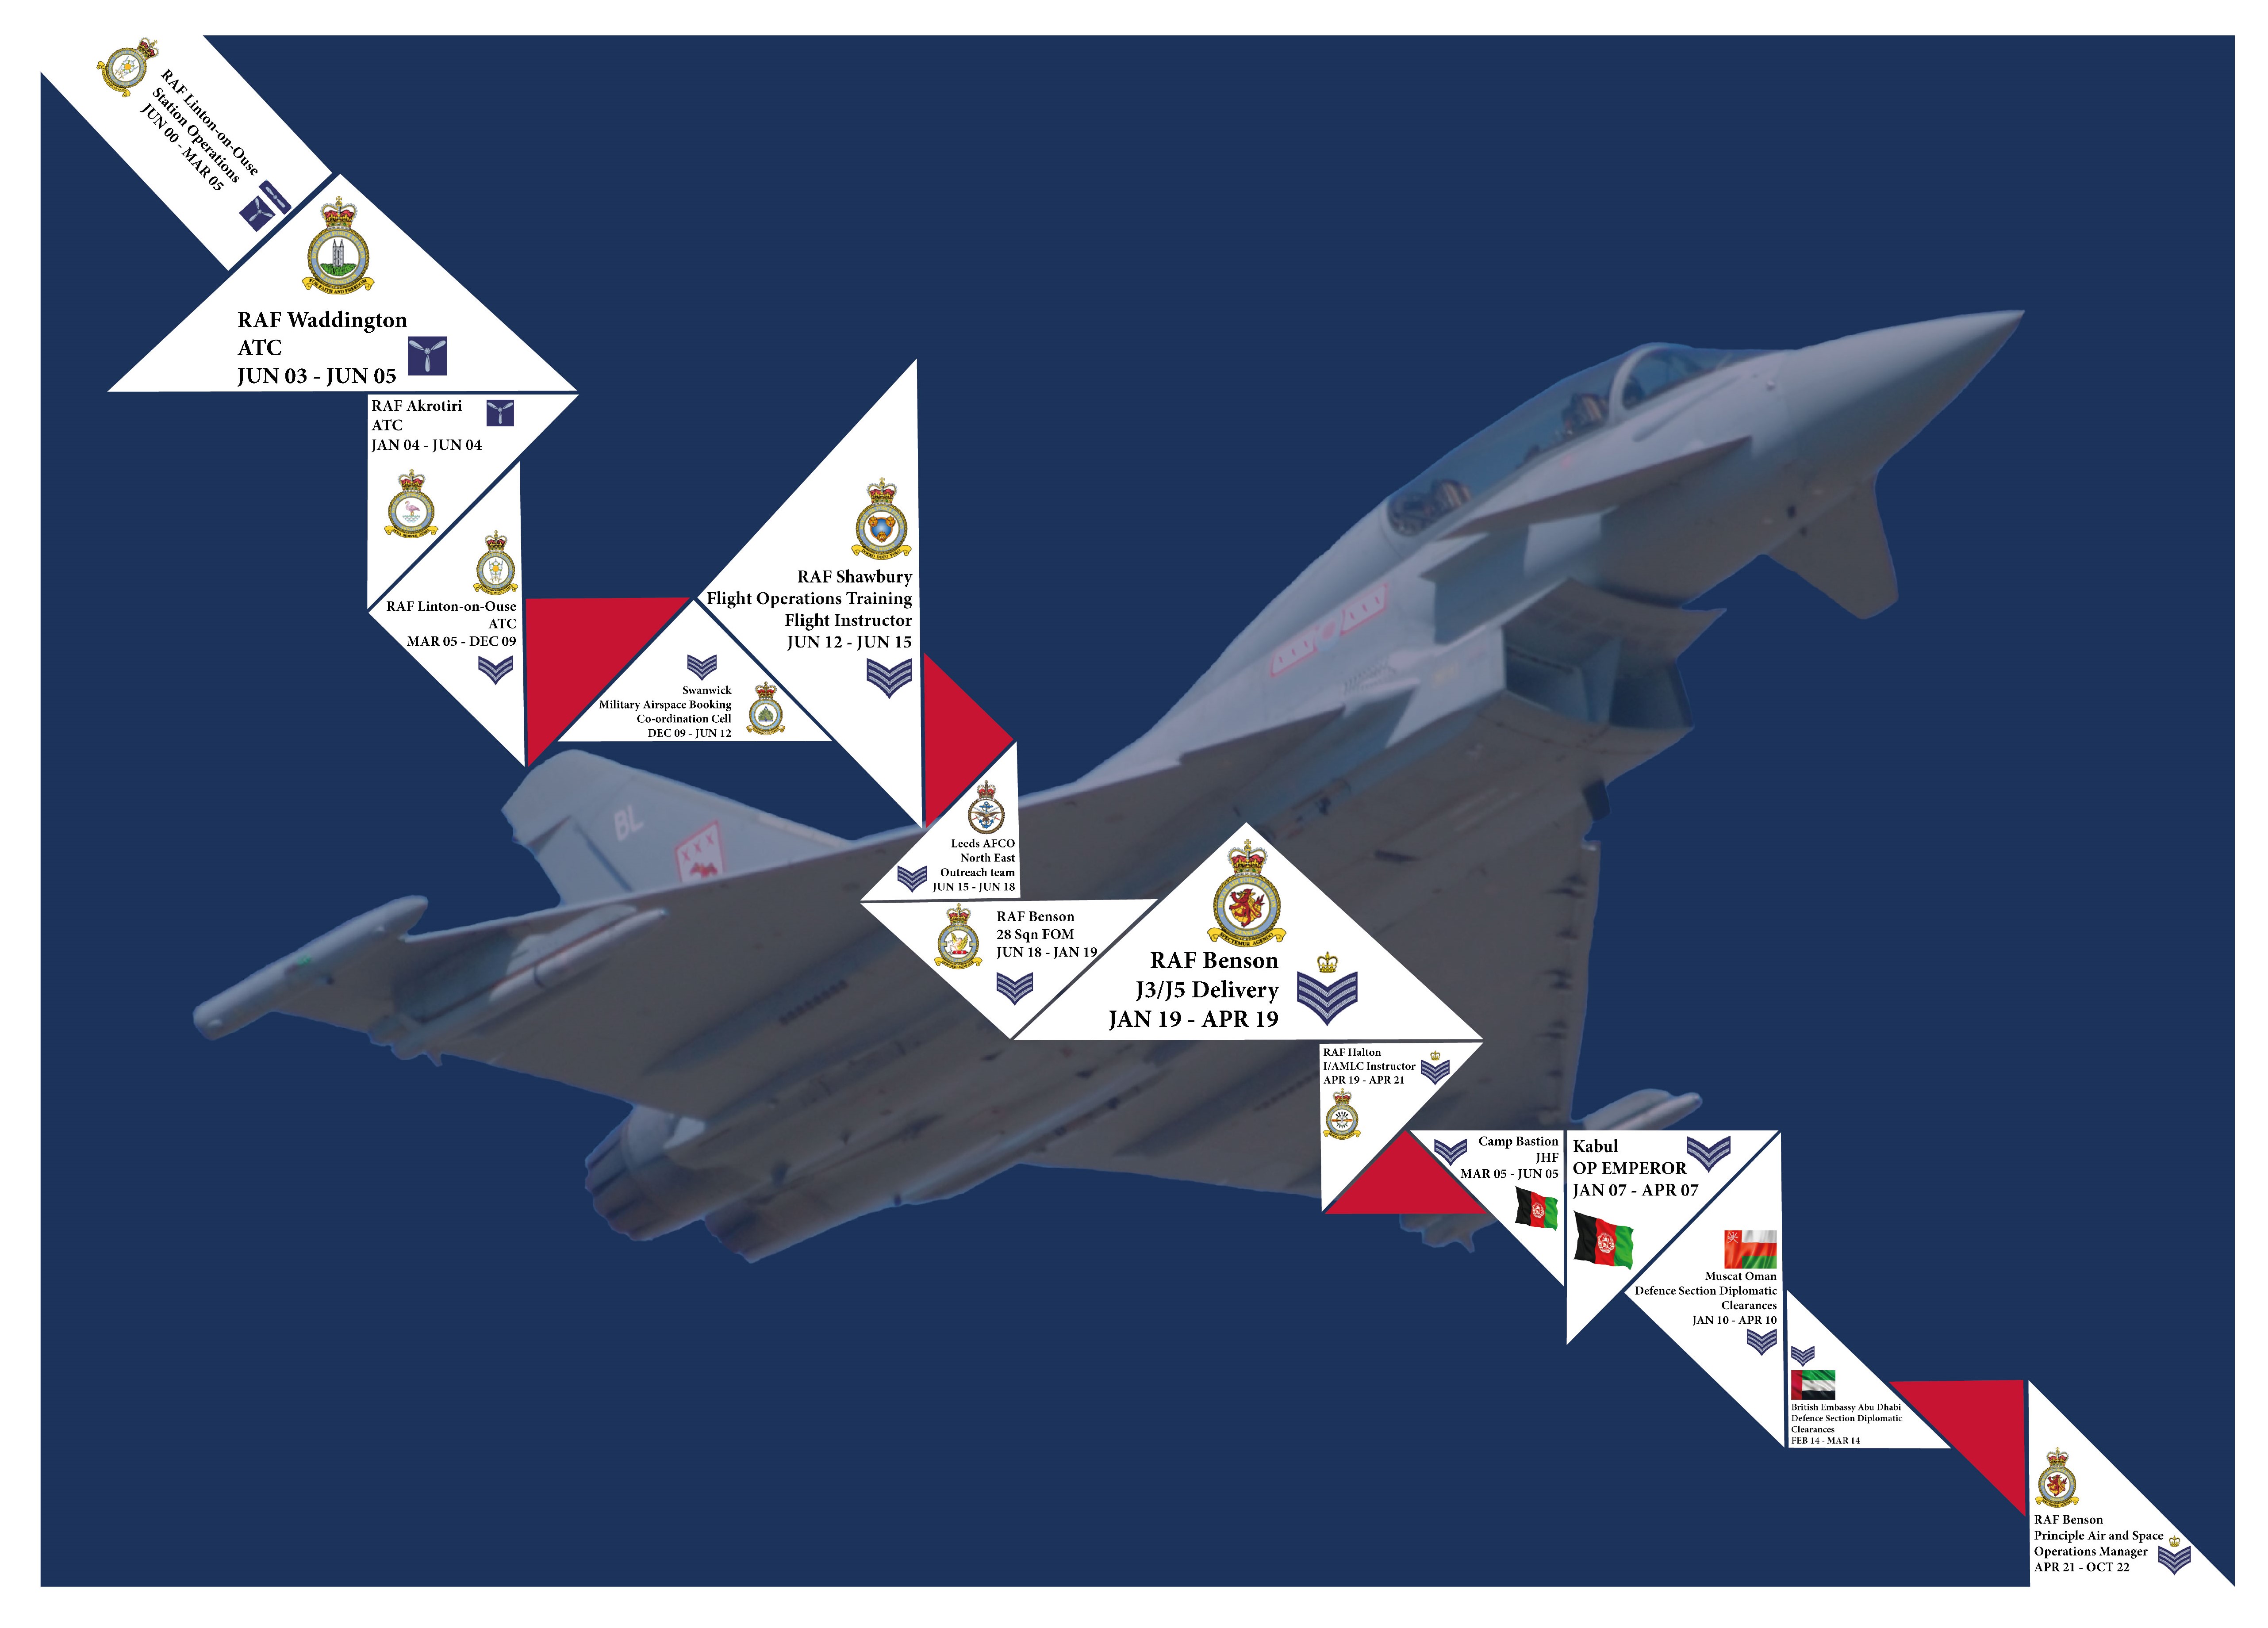 RAF Linton-on-Ouse
Station Operations
JUN 00 - MAR 05
RAF Waddington
ATC
JUN 03 - JUN 05
RAF Akrotiri
ATC
JAN 04 - JUN 04
RAF Linton-on-Ouse
ATC
MAR 05 - DEC 09
Swanwick
Military Airspace Booking
Co-ordination Cell
DEC 09 - JUN 12
RAF Shawbury
Flight Operations Training
Flight Instructor
JUN 12 - JUN 15
Leeds AFCO
North East
Outreach team
JUN 15 - JUN 18
RAF Benson
28 Sqn FOM
JUN 18 - JAN 19
SPECTEMUR AGENDO
RAF Benson
J3/J5 Delivery
JAN 19 - APR 19
RAF Halton
I/AMLC Instructor
APR 19 - APR 21
Camp Bastion
JHF
MAR 05 - JUN 05
Kabul
OP EMPEROR
JAN 07 - APR 07
Muscat Oman
Defence Section Diplomatic
Clearances
JAN 10 - APR 10
British Embassy Abu Dhabi
Defence Section Diplomatic
Clearances
FEB 14 - MAR 14
RAF Benson
Principle Air and Space
Operations Manager
APR 21 - OCT 22
BL
XXX